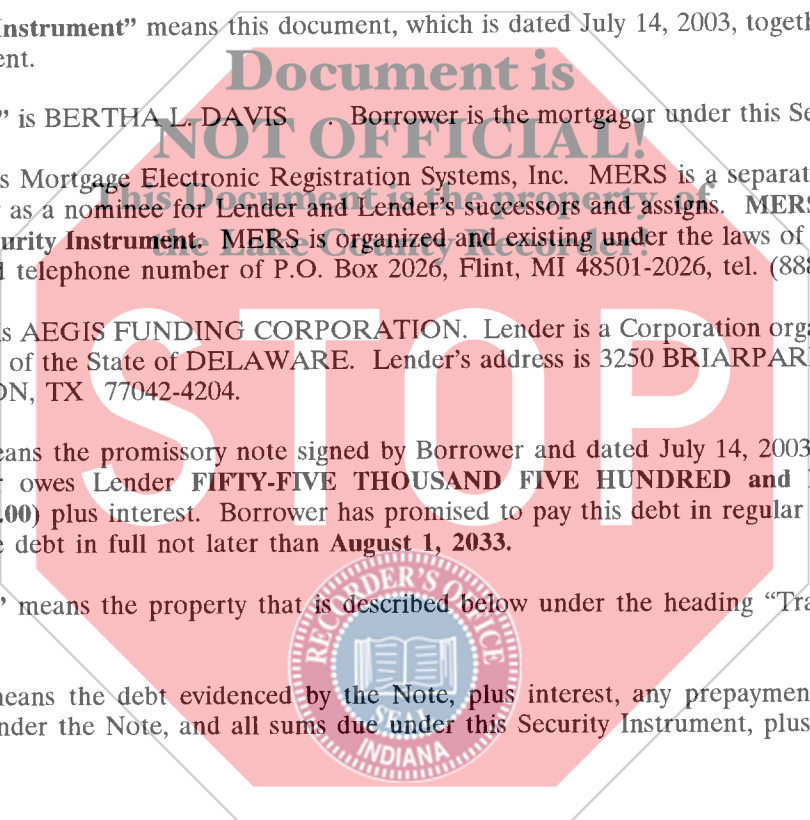 Instrument” means this document, which is dated July 14, 2003, togeth
ent.
Document is
” is BERTHA L. DAVIS . Borrower is the mortgagor under this Se
NOT OFFICIAL!
s Mortgage Electronic Registration Systems, Inc. MERS is a separat
This Document is the property of
as a nominee for Lender and Lender's successors and assigns. MERS
the Lake County Recorder!
urity Instrument. MERS is organized and existing under the laws of
telephone number of P.O. Box 2026, Flint, MI 48501-2026, tel. (888
s AEGIS FUNDING CORPORATION. Lender is a Corporation orga
of the State of DELAWARE. Lender's address is 3250 BRIARPAR
ON, TX 77042-4204.
STOP
eans the promissory note signed by Borrower and dated July 14, 2003
r owes Lender FIFTY-FIVE THOUSAND FIVE HUNDRED and
.00) plus interest. Borrower has promised to pay this debt in regular
e debt in full not later than August 1, 2033.
” means the property that is described below under the heading “Tra
RECORDER'S OFFICE
means the debt evidenced by the Note, plus interest, any prepaymen
nder the Note, and all sums due under this Security Instrument, plus
SEAL
INDIANA